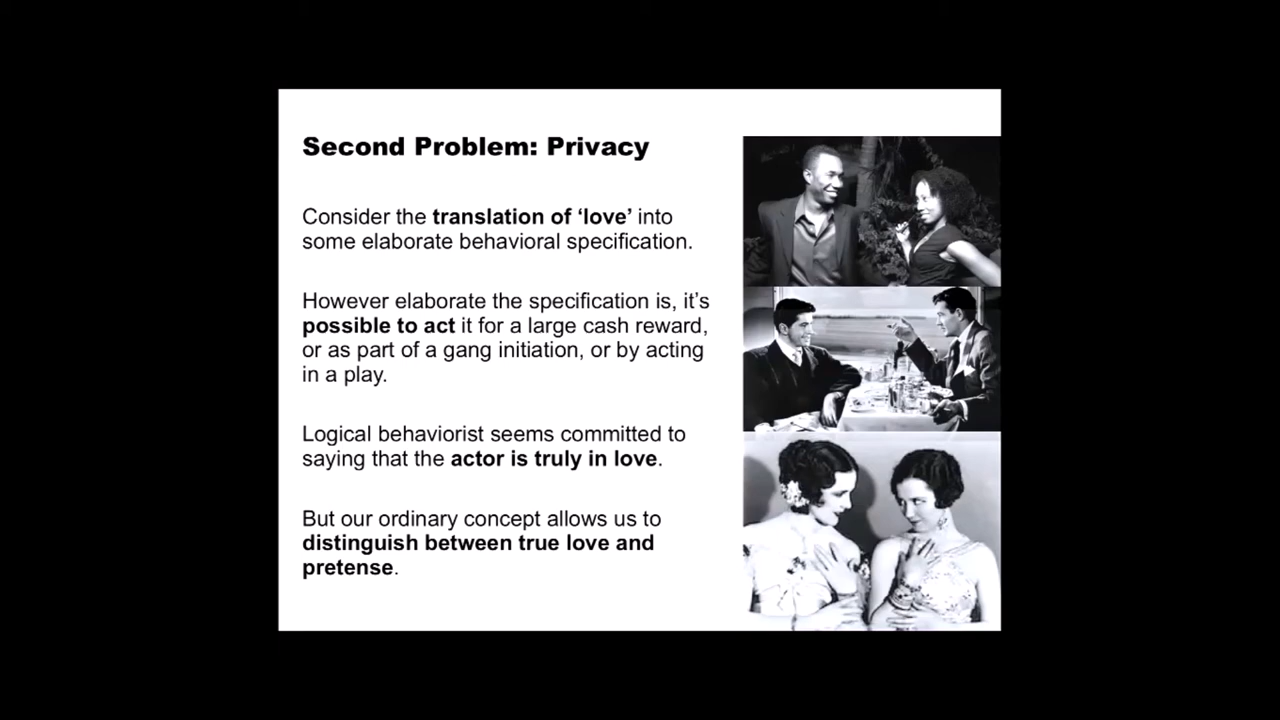 Second Problem: Privacy
Consider the translation of ‘love’ into
some elaborate behavioral specification.
However elaborate the specification is, it’s
possible to act it for a large cash reward,
or as part of a gang initiation, or by acting
in a play.
Logical behaviorist seems committed to
saying that the actor is truly in love.
But our ordinary concept allows us to
distinguish between true love and
pretense.